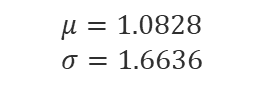 μ = 1.0828
σ = 1.6636